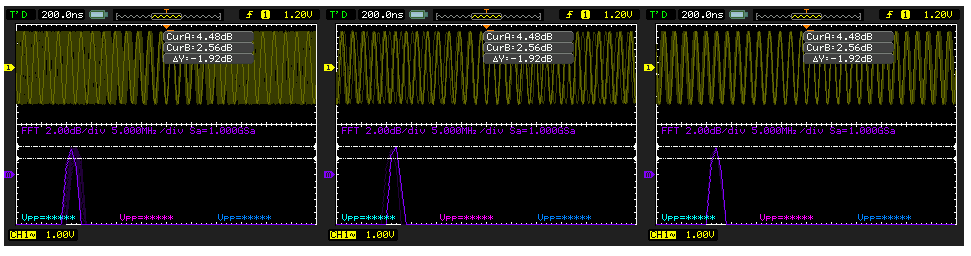 T'D 200.0ns T 1 1.20V
CurA:4.48dB
CurB:2.56dB
ΔY:-1.92dB
1
FFT 2.00dB/div 5.000MHz/div Sa=1.000GSa
m
Vpp=***** Vpp=***** Vpp=*****
CH1~ 1.00V
T'D 200.0ns T 1 1.20V
CurA:4.48dB
CurB:2.56dB
ΔY:-1.92dB
1
FFT 2.00dB/div 5.000MHz/div Sa=1.000GSa
m
Vpp=***** Vpp=***** Vpp=*****
CH1~ 1.00V
T'D 200.0ns T 1 1.20V
CurA:4.48dB
CurB:2.56dB
ΔY:-1.92dB
1
FFT 2.00dB/div 5.000MHz/div Sa=1.000GSa
m
Vpp=***** Vpp=***** Vpp=*****
CH1~ 1.00V